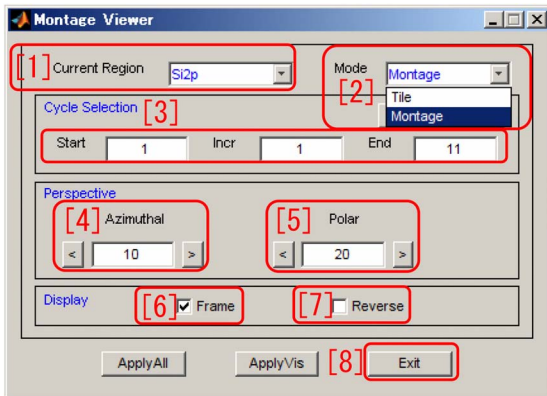 Montage Viewer
[1] Current Region Si2p
Mode Montage
[2]
Tile
Montage
Cycle Selection [3]
Start 1 Incr 1 End 11
Perspective
[4] Azimuthal [5] Polar
< 10 > < 20 >
Display [6] Frame [7] Reverse
ApplyAll ApplyVis [8] Exit